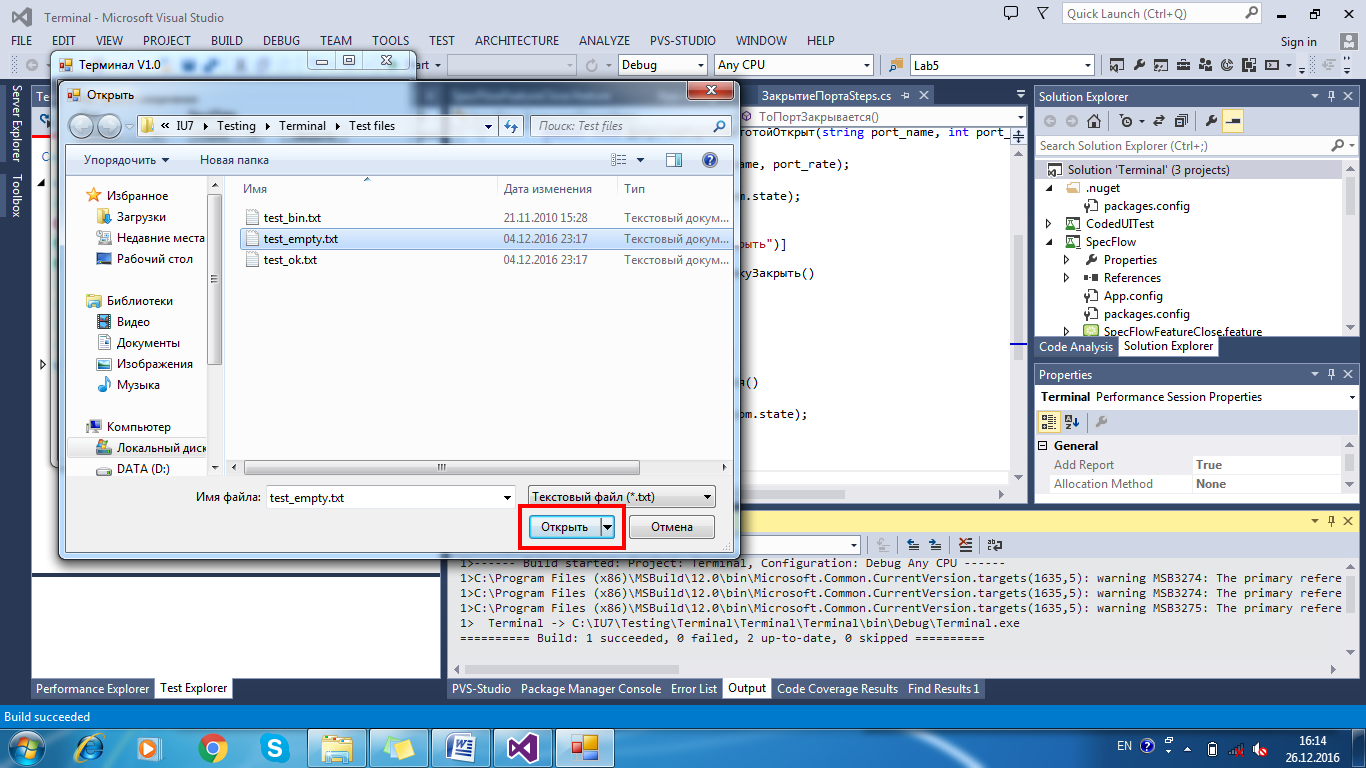 Terminal - Microsoft Visual Studio
Quick Launch (Ctrl+Q)
FILE EDIT VIEW PROJECT BUILD DEBUG TEAM TOOLS TEST ARCHITECTURE ANALYZE PVS-STUDIO WINDOW HELP
Sign in
Debug Any CPU Lab5
Терминал V1.0
Server Explorer
Toolbox
Открыть
« IU7 Testing Terminal Test files
Поиск: Test files
Упорядочить Новая папка
Избранное
Загрузки
Недавние места
Рабочий стол
Библиотеки
Видео
Документы
Изображения
Музыка
Компьютер
Локальный диск
DATA (D:)
Имя Дата изменения Тип
test_bin.txt 21.11.2010 15:28 Текстовый докум...
test_empty.txt 04.12.2016 23:17 Текстовый докум...
test_ok.txt 04.12.2016 23:17 Текстовый докум...
Имя файла: test_empty.txt Текстовый файл (*.txt)
Открыть Отмена
ЗакрытиеПортаSteps.cs
ТоПортЗакрывается()
(string port_name, int port_
me, port_rate);
om.state);
рыть")]
куЗакрыть()
я()
om.state);
Solution Explorer
Search Solution Explorer (Ctrl+;)
Solution 'Terminal' (3 projects)
.nuget
packages.config
CodedUITest
SpecFlow
Properties
References
App.config
packages.config
SpecFlowFeatureClose.feature
Code Analysis Solution Explorer
Properties
Terminal Performance Session Properties
General
Add Report True
Allocation Method None
1>------ Build started: Project: Terminal, Configuration: Debug Any CPU ------
1>C:\Program Files (x86)\MSBuild\12.0\bin\Microsoft.Common.CurrentVersion.targets(1635,5): warning MSB3274: The primary refere
1>C:\Program Files (x86)\MSBuild\12.0\bin\Microsoft.Common.CurrentVersion.targets(1635,5): warning MSB3274: The primary refere
1>C:\Program Files (x86)\MSBuild\12.0\bin\Microsoft.Common.CurrentVersion.targets(1635,5): warning MSB3275: The primary refere
1> Terminal -> C:\IU7\Testing\Terminal\Terminal\Terminal\bin\Debug\Terminal.exe
========== Build: 1 succeeded, 0 failed, 2 up-to-date, 0 skipped ==========
Performance Explorer Test Explorer
PVS-Studio Package Manager Console Error List Output Code Coverage Results Find Results 1
Build succeeded
EN 16:14
26.12.2016